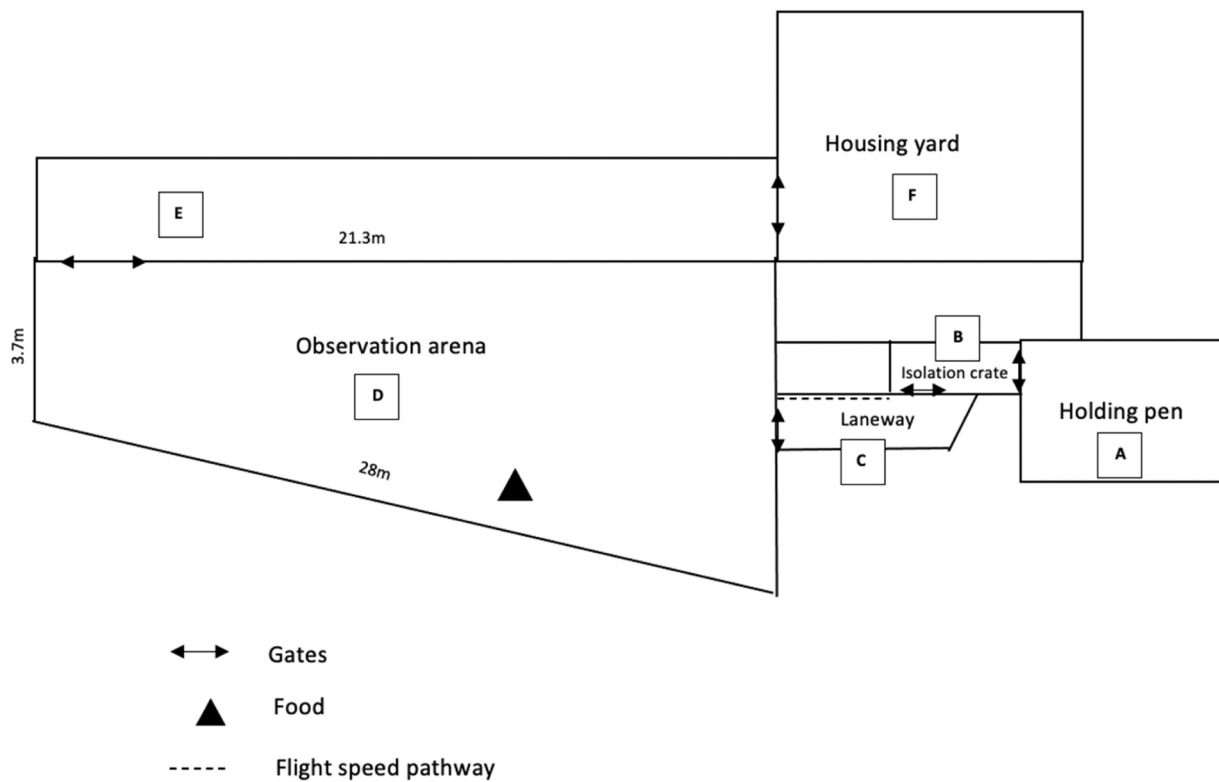 Housing yard
F
E
21.3m
3.7m
Observation arena
D
B
Isolation crate
Laneway
C
Holding pen
A
28m
Gates
Food
Flight speed pathway